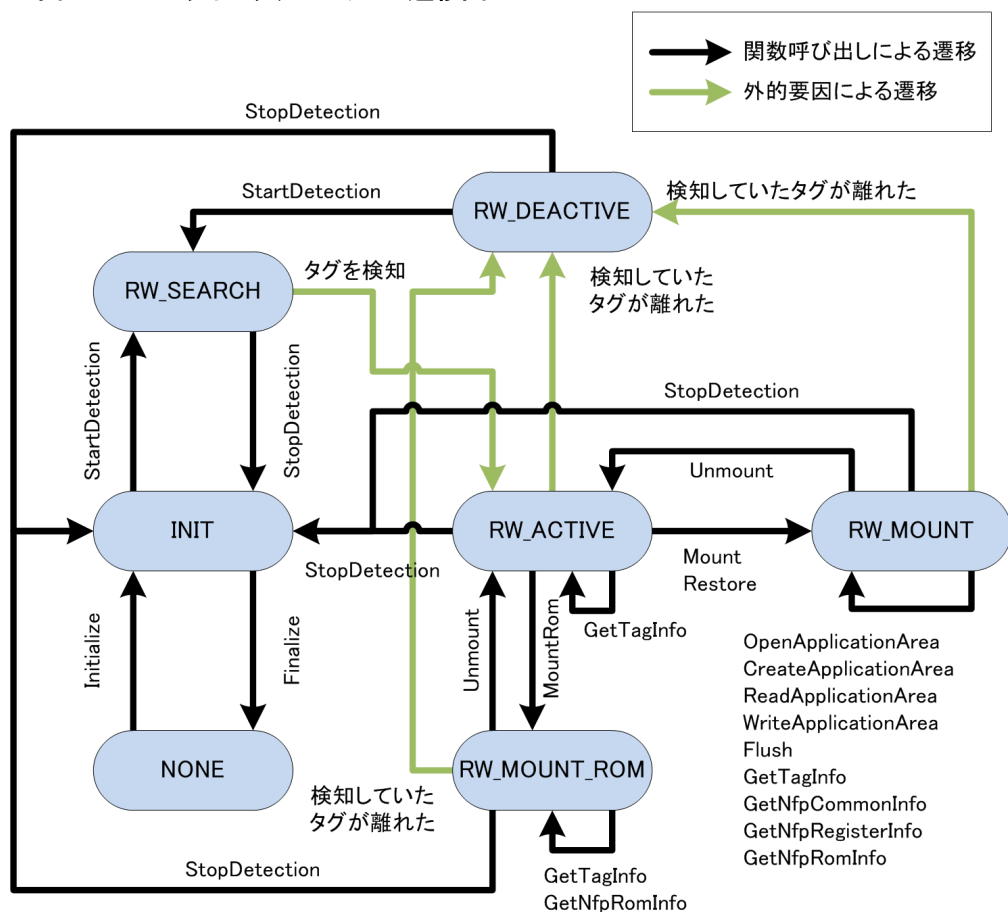 関数呼び出しによる遷移
外的要因による遷移
StopDetection
StartDetection
RW_DEACTIVE
検知していたタグが離れた
RW_SEARCH
タグを検知
検知していた
タグが離れた
StartDetection
StopDetection
StopDetection
Unmount
INIT
RW_ACTIVE
RW_MOUNT
StopDetection
Mount
Restore
GetTagInfo
Initialize
Finalize
Unmount
MountRom
OpenApplicationArea
CreateApplicationArea
ReadApplicationArea
WriteApplicationArea
Flush
GetTagInfo
GetNfpCommonInfo
GetNfpRegisterInfo
GetNfpRomInfo
NONE
RW_MOUNT_ROM
検知していた
タグが離れた
StopDetection
GetTagInfo
GetNfpRomInfo